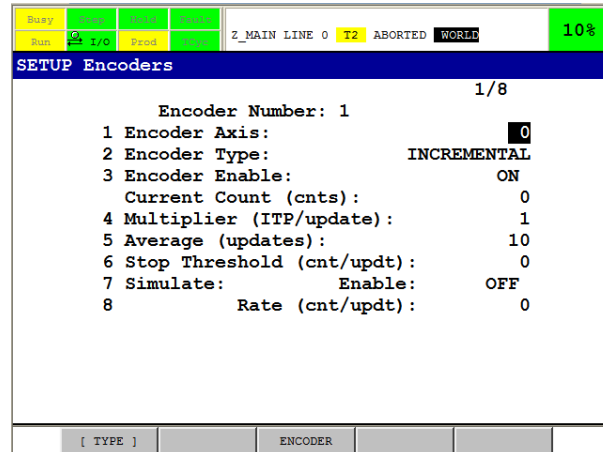 Busy Step Hold Fault
Run I/O Prod TCyc
Z_MAIN LINE 0 T2 ABORTED WORLD
10%
SETUP Encoders
1/8
Encoder Number: 1
1 Encoder Axis: 0
2 Encoder Type: INCREMENTAL
3 Encoder Enable: ON
Current Count (cnts): 0
4 Multiplier (ITP/update): 1
5 Average (updates): 10
6 Stop Threshold (cnt/updt): 0
7 Simulate: Enable: OFF
8 Rate (cnt/updt): 0
[ TYPE ] ENCODER